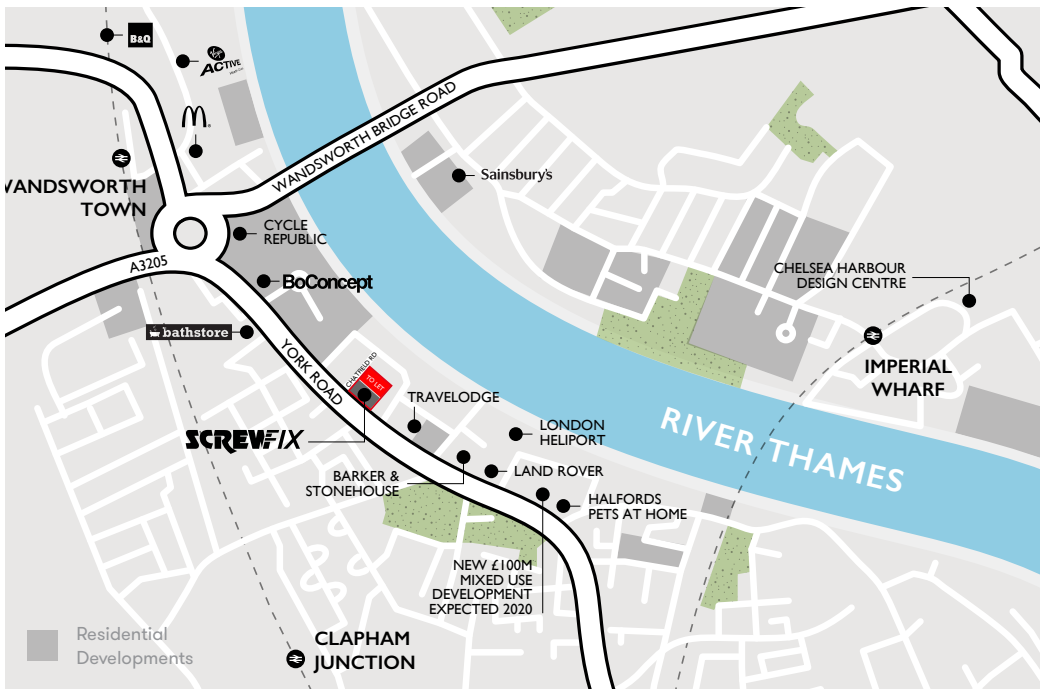 B&Q
Virgin
ACTIVE
WANDSWORTH BRIDGE ROAD
Sainsbury's
WANDSWORTH
TOWN
CYCLE
REPUBLIC
A3205
BoConcept
CHELSEA HARBOUR
DESIGN CENTRE
bathstore
YORK ROAD
CHATFIELD RD
TO LET
IMPERIAL
WHARF
TRAVELODGE
RIVER THAMES
SCREWFIX
LONDON
HELIPORT
BARKER &
STONEHOUSE
LAND ROVER
HALFORDS
PETS AT HOME
NEW £100M
MIXED USE
DEVELOPMENT
EXPECTED 2020
Residential
Developments
CLAPHAM
JUNCTION